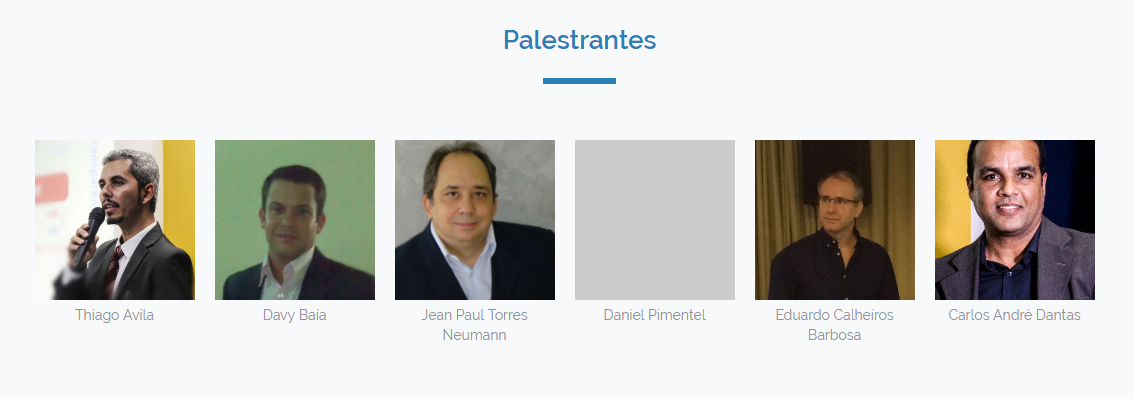 Palestrantes
Thiago Avila
Davy Baia
Jean Paul Torres
Neumann
Daniel Pimentel
Eduardo Calheiros
Barbosa
Carlos André Dantas